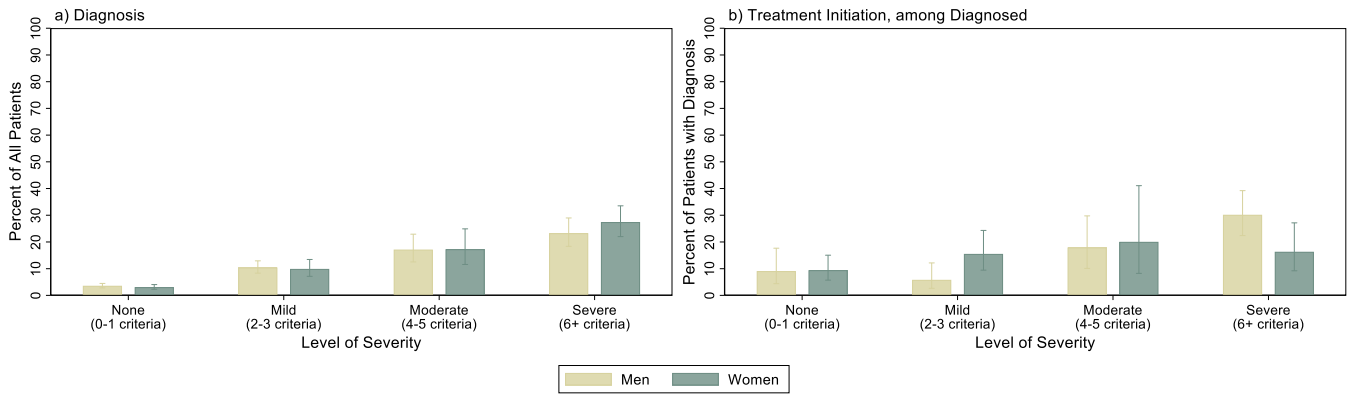 a) Diagnosis
Percent of All Patients
100
90
80
70
60
50
40
30
20
10
0
None
(0-1 criteria)
Mild
(2-3 criteria)
Moderate
(4-5 criteria)
Severe
(6+ criteria)
Level of Severity
b) Treatment Initiation, among Diagnosed
Percent of Patients with Diagnosis
100
90
80
70
60
50
40
30
20
10
0
None
(0-1 criteria)
Mild
(2-3 criteria)
Moderate
(4-5 criteria)
Severe
(6+ criteria)
Level of Severity
Men
Women